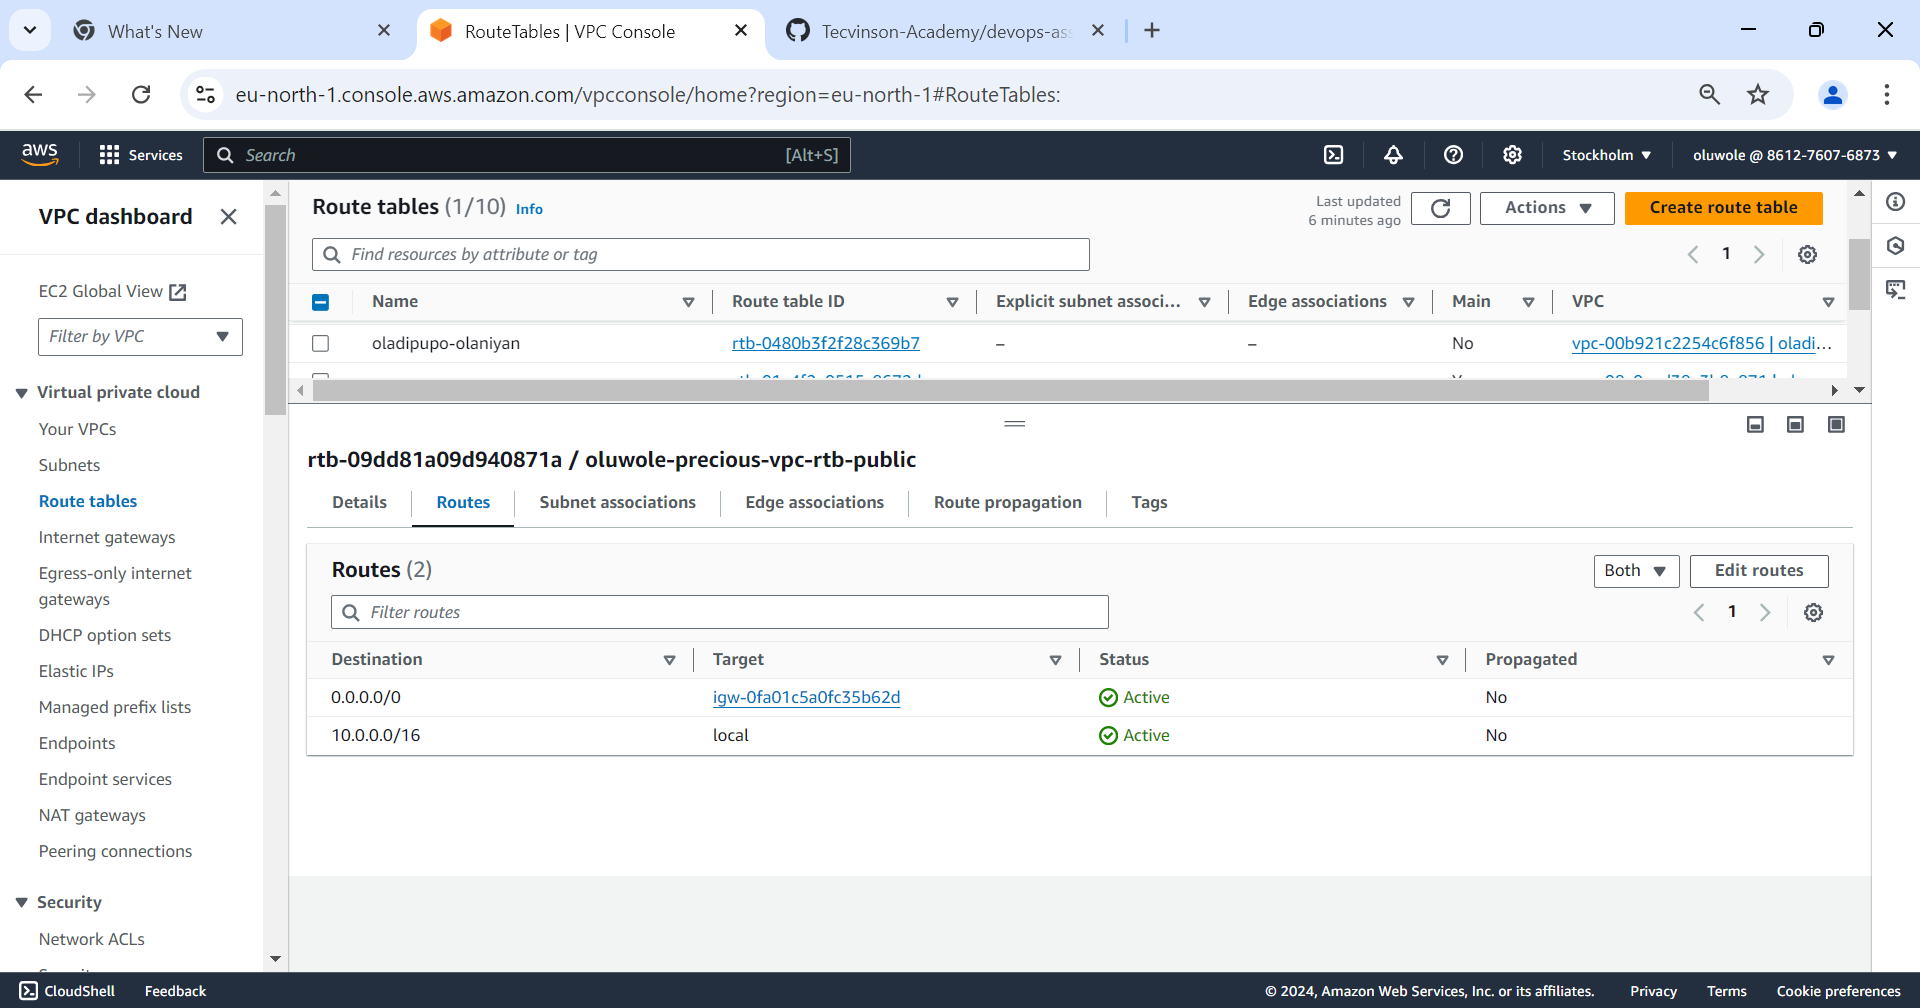 What's New
RouteTables | VPC Console
Tecvinson-Academy/devops-as
eu-north-1.console.aws.amazon.com/vpcconsole/home?region=eu-north-1#RouteTables:
aws
Services
Search
[Alt+S]
Stockholm
oluwole @ 8612-7607-6873
VPC dashboard
EC2 Global View
Filter by VPC
Virtual private cloud
Your VPCs
Subnets
Route tables
Internet gateways
Egress-only internet
gateways
DHCP option sets
Elastic IPs
Managed prefix lists
Endpoints
Endpoint services
NAT gateways
Peering connections
Security
Network ACLs
Route tables (1/10) Info
Last updated
6 minutes ago
Actions
Create route table
Find resources by attribute or tag
1
Name Route table ID Explicit subnet associ... Edge associations Main VPC
oladipupo-olaniyan rtb-0480b3f2f28c369b7 – – No vpc-00b921c2254c6f856 | oladi...
rtb-09dd81a09d940871a / oluwole-precious-vpc-rtb-public
Details Routes Subnet associations Edge associations Route propagation Tags
Routes (2)
Both
Edit routes
Filter routes
1
Destination Target Status Propagated
0.0.0.0/0 igw-0fa01c5a0fc35b62d Active No
10.0.0.0/16 local Active No
CloudShell Feedback © 2024, Amazon Web Services, Inc. or its affiliates. Privacy Terms Cookie preferences